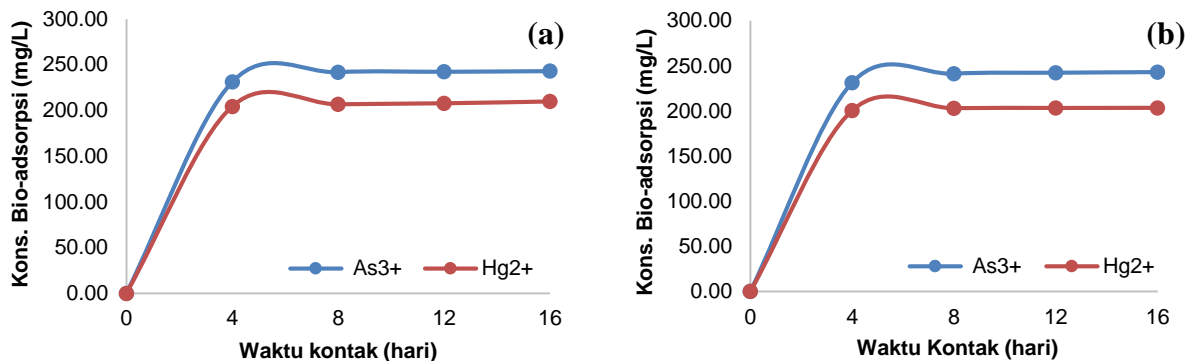 (a)
Kons. Bio-adsorpsi (mg/L)
300.00
250.00
200.00
150.00
100.00
50.00
0.00
As3+ Hg2+
0 4 8 12 16
Waktu kontak (hari)
(b)
Kons. Bio-adsorpsi (mg/L)
300.00
250.00
200.00
150.00
100.00
50.00
0.00
As3+ Hg2+
0 4 8 12 16
Waktu Kontak (hari)